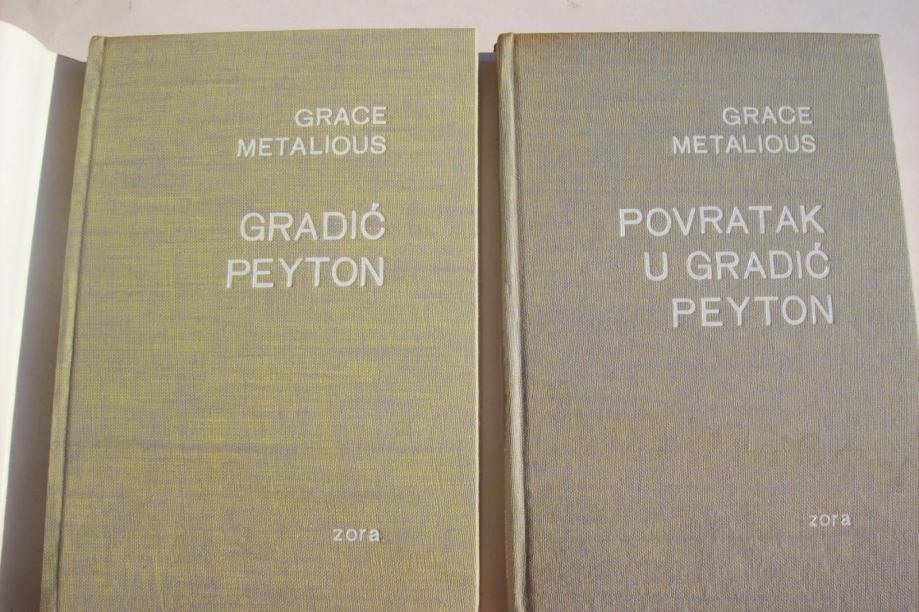 GRACE
METALIOUS
GRADIĆ
PEYTON
zora
GRACE
METALIOUS
POVRATAK
U GRADIĆ
PEYTON
zora